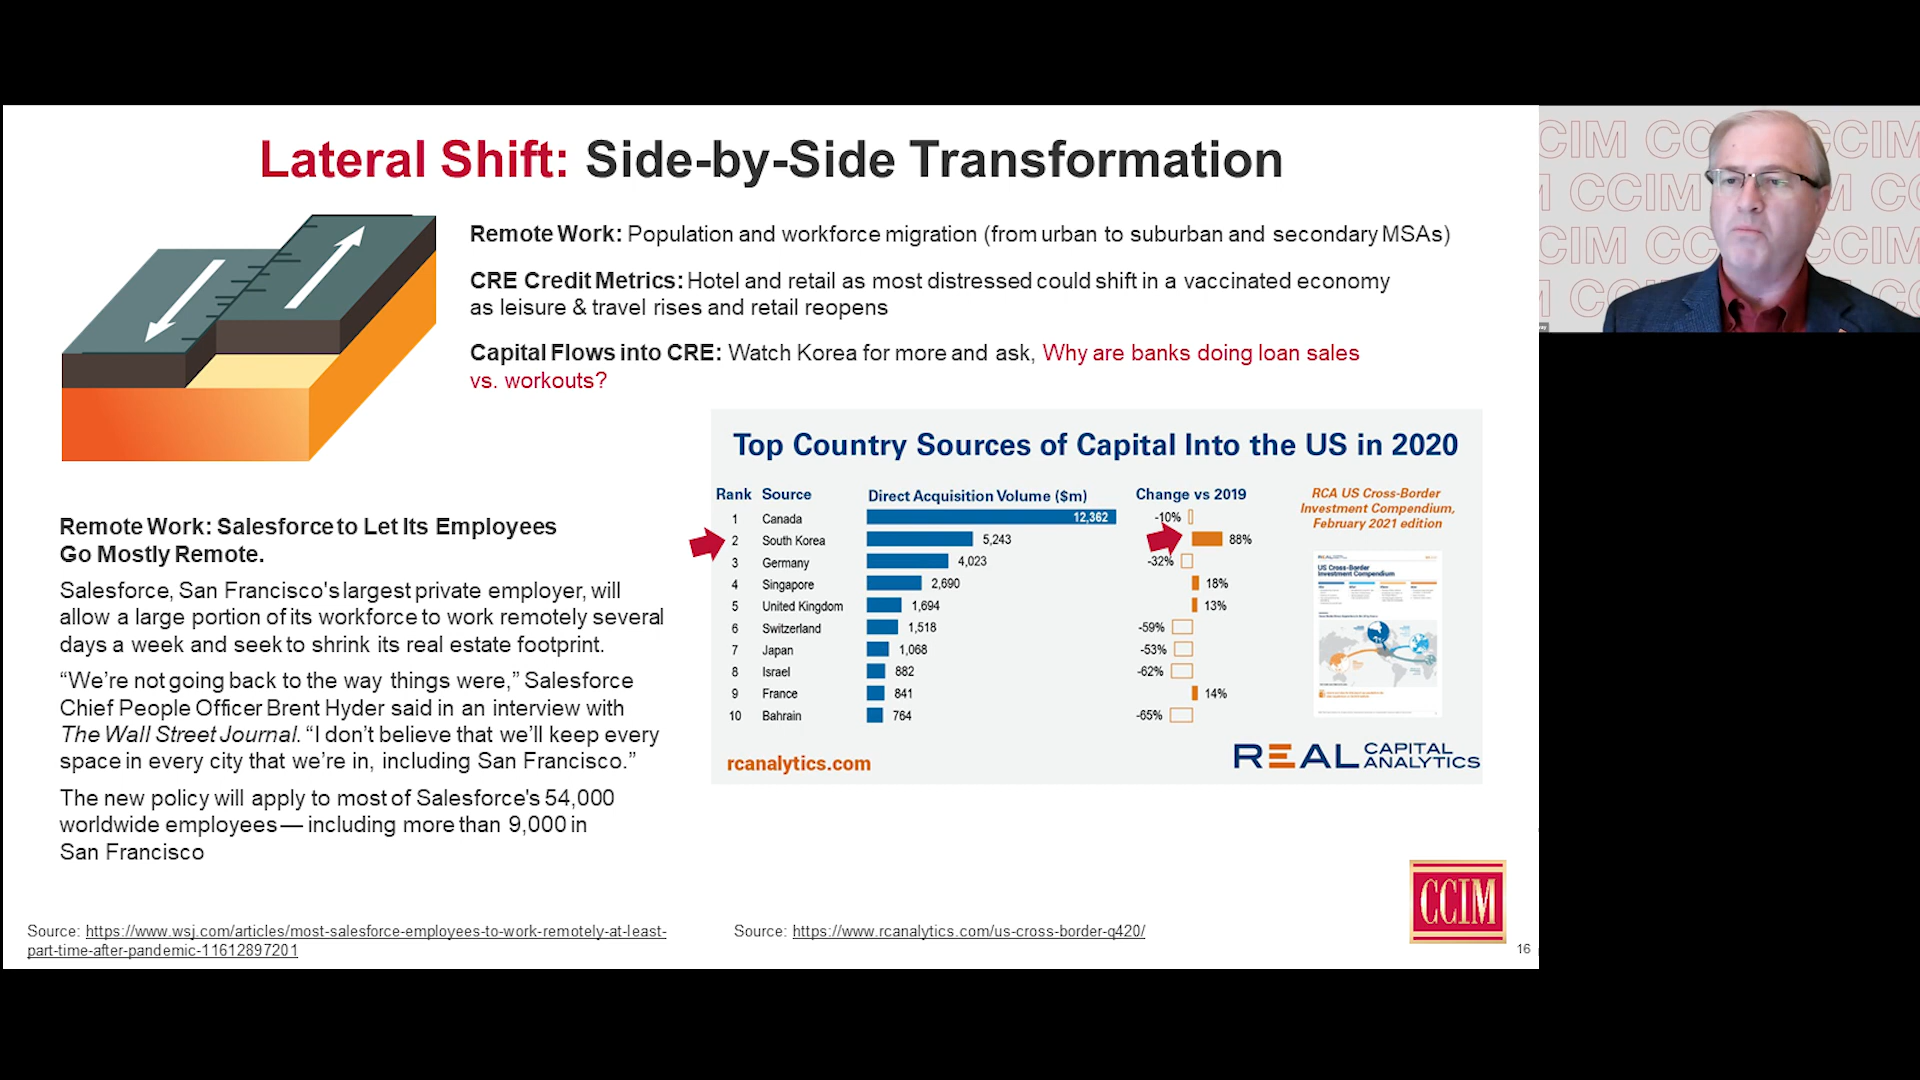 Lateral Shift: Side-by-Side Transformation
Remote Work: Population and workforce migration (from urban to suburban and secondary MSAs)
CRE Credit Metrics: Hotel and retail as most distressed could shift in a vaccinated economy
as leisure & travel rises and retail reopens
Capital Flows into CRE: Watch Korea for more and ask, Why are banks doing loan sales
vs. workouts?
Remote Work: Salesforce to Let Its Employees
Go Mostly Remote.
Salesforce, San Francisco's largest private employer, will
allow a large portion of its workforce to work remotely several
days a week and seek to shrink its real estate footprint.
“We’re not going back to the way things were,” Salesforce
Chief People Officer Brent Hyder said in an interview with
The Wall Street Journal. “I don’t believe that we’ll keep every
space in every city that we’re in, including San Francisco.”
The new policy will apply to most of Salesforce's 54,000
worldwide employees — including more than 9,000 in
San Francisco
Top Country Sources of Capital Into the US in 2020
Rank Source Direct Acquisition Volume ($m) Change vs 2019
1 Canada 12,362 -10%
2 South Korea 5,243 88%
3 Germany 4,023 -32%
4 Singapore 2,690 18%
5 United Kingdom 1,694 13%
6 Switzerland 1,518 -59%
7 Japan 1,068 -53%
8 Israel 882 -62%
9 France 841 14%
10 Bahrain 764 -65%
RCA US Cross-Border
Investment Compendium,
February 2021 edition
US Cross-Border
Investment Compendium
rcanalytics.com
REAL CAPITAL
ANALYTICS
Source: https://www.wsj.com/articles/most-salesforce-employees-to-work-remotely-at-least-
part-time-after-pandemic-11612897201
Source: https://www.rcanalytics.com/us-cross-border-q420/
CCIM
16
CCIM
CCIM
CCIM